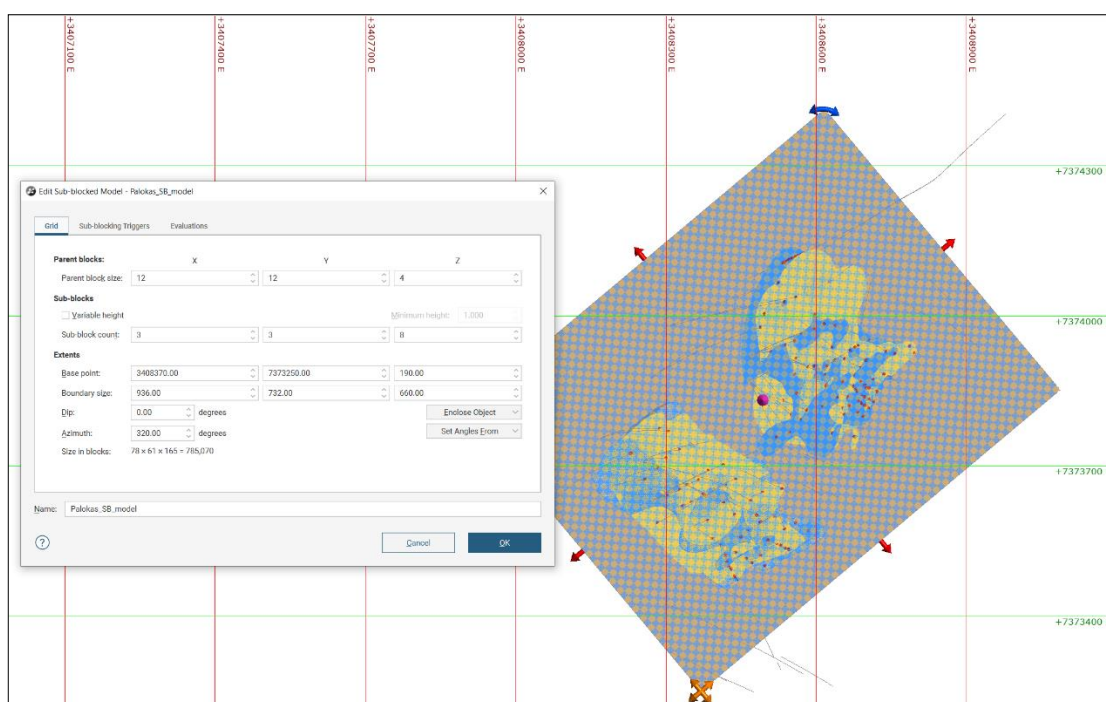 +3407100 E
+3407400 E
+3407700 E
+3408000 E
+3408300 E
+3408600 E
+3408900 E
+7374300
+7374000
+7373700
+7373400
Edit Sub-blocked Model - Palokas_SB_model
Grid Sub-blocking Triggers Evaluations
Parent blocks: X Y Z
Parent block size: 12 12 4
Sub-blocks
Variable height Minimum height: 1.000
Sub-block count: 3 3 8
Extents
Base point: 3408370.00 7373250.00 190.00
Boundary size: 936.00 732.00 660.00
Dip: 0.00 degrees Enclose Object
Azimuth: 320.00 degrees Set Angles From
Size in blocks: 78 × 61 × 165 = 785,070
Name: Palokas_SB_model
?
Cancel OK